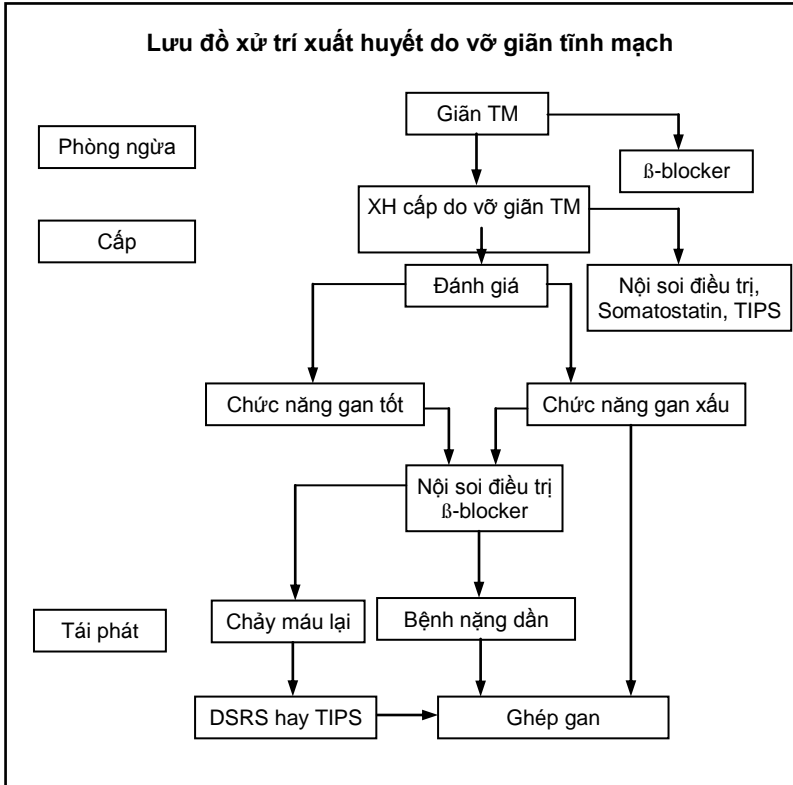 Lưu đồ xử trí xuất huyết do vỡ giãn tĩnh mạch
Giãn TM
Phòng ngừa
ß-blocker
XH cấp do vỡ giãn TM
Cấp
Nội soi điều trị,
Somatostatin, TIPS
Đánh giá
Chức năng gan tốt
Chức năng gan xấu
Nội soi điều trị
ß-blocker
Tái phát
Chảy máu lại
Bệnh nặng dần
DSRS hay TIPS
Ghép gan